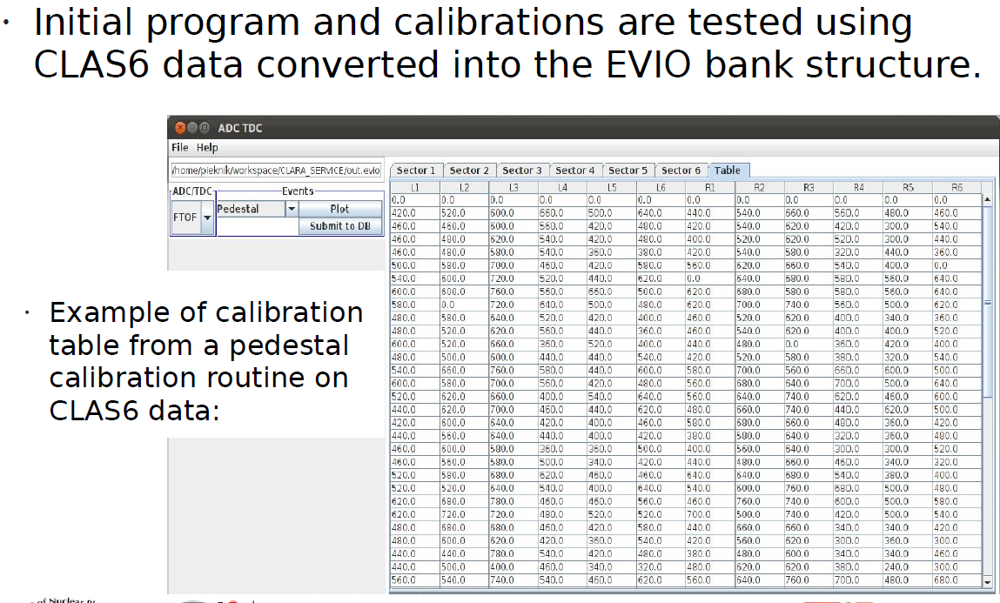 · Initial program and calibrations are tested using
CLAS6 data converted into the EVIO bank structure.
ADC TDC
File Help
/home/pieknik/workspace/CLARA_SERVICE/out.evio
Sector 1 Sector 2 Sector 3 Sector 4 Sector 5 Sector 6 Table
ADC/TDC Events
FTOF Pedestal Plot
Submit to DB
· Example of calibration
table from a pedestal
calibration routine on
CLAS6 data:
L1 L2 L3 L4 L5 L6 R1 R2 R3 R4 R5 R6
0.0 0.0 0.0 0.0 0.0 0.0 0.0 0.0 0.0 0.0 0.0 0.0
420.0 520.0 600.0 660.0 500.0 640.0 440.0 540.0 660.0 560.0 480.0 460.0
460.0 460.0 600.0 560.0 420.0 480.0 420.0 540.0 620.0 420.0 300.0 540.0
460.0 480.0 620.0 540.0 420.0 480.0 400.0 520.0 620.0 520.0 300.0 440.0
460.0 480.0 580.0 540.0 360.0 380.0 420.0 540.0 580.0 320.0 440.0 360.0
500.0 580.0 700.0 460.0 420.0 580.0 560.0 620.0 660.0 540.0 400.0 0.0
540.0 600.0 720.0 520.0 440.0 620.0 0.0 640.0 680.0 580.0 560.0 640.0
600.0 600.0 760.0 560.0 660.0 500.0 620.0 680.0 580.0 580.0 560.0 640.0
580.0 0.0 720.0 640.0 500.0 480.0 620.0 700.0 740.0 560.0 500.0 620.0
480.0 580.0 640.0 520.0 420.0 400.0 460.0 520.0 620.0 400.0 340.0 360.0
480.0 520.0 620.0 560.0 440.0 360.0 460.0 540.0 620.0 400.0 400.0 520.0
600.0 520.0 660.0 360.0 520.0 400.0 440.0 480.0 0.0 360.0 420.0 400.0
480.0 500.0 600.0 440.0 440.0 540.0 420.0 520.0 580.0 380.0 320.0 540.0
540.0 660.0 760.0 580.0 440.0 600.0 580.0 700.0 560.0 660.0 600.0 500.0
600.0 580.0 700.0 560.0 420.0 480.0 560.0 680.0 640.0 700.0 500.0 640.0
520.0 620.0 660.0 400.0 540.0 640.0 560.0 640.0 740.0 620.0 460.0 600.0
440.0 620.0 700.0 460.0 440.0 620.0 480.0 660.0 740.0 440.0 620.0 500.0
420.0 600.0 640.0 420.0 400.0 460.0 580.0 680.0 660.0 480.0 360.0 420.0
440.0 560.0 640.0 440.0 400.0 420.0 380.0 580.0 640.0 320.0 360.0 480.0
460.0 600.0 580.0 360.0 360.0 500.0 400.0 560.0 640.0 300.0 300.0 520.0
460.0 560.0 580.0 500.0 340.0 420.0 440.0 480.0 660.0 460.0 340.0 320.0
520.0 580.0 680.0 620.0 460.0 460.0 640.0 640.0 680.0 540.0 380.0 400.0
520.0 520.0 640.0 540.0 400.0 640.0 540.0 600.0 760.0 680.0 500.0 480.0
620.0 680.0 780.0 460.0 460.0 560.0 460.0 760.0 740.0 600.0 500.0 580.0
620.0 720.0 720.0 480.0 520.0 520.0 700.0 500.0 740.0 420.0 500.0 540.0
480.0 680.0 680.0 460.0 420.0 580.0 440.0 660.0 660.0 340.0 340.0 420.0
480.0 600.0 620.0 420.0 360.0 540.0 420.0 560.0 620.0 300.0 360.0 300.0
440.0 440.0 780.0 540.0 420.0 480.0 380.0 480.0 600.0 340.0 340.0 460.0
440.0 500.0 400.0 460.0 340.0 320.0 480.0 620.0 620.0 380.0 240.0 300.0
560.0 540.0 740.0 540.0 460.0 620.0 560.0 640.0 760.0 700.0 480.0 680.0
of Nuclear